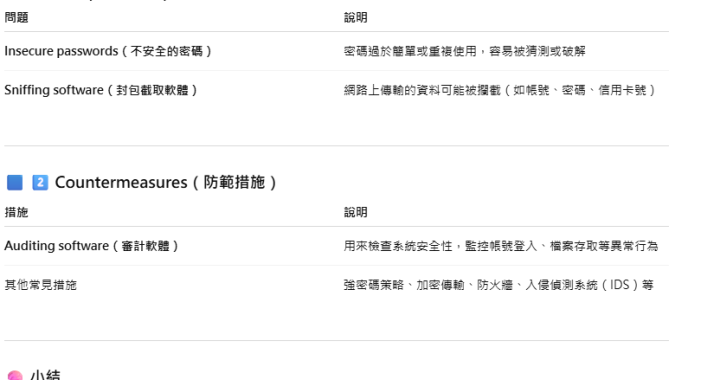 問題 說明
Insecure passwords（不安全的密碼） 密碼過於簡單或重複使用，容易被猜測或破解
Sniffing software（封包截取軟體） 網路上傳輸的資料可能被攔截（如帳號、密碼、信用卡號）
2 Countermeasures（防範措施）
措施 說明
Auditing software（審計軟體） 用來檢查系統安全性，監控帳號登入、檔案存取等異常行為
其他常見措施 強密碼策略、加密傳輸、防火牆、入侵偵測系統（IDS）等
小結